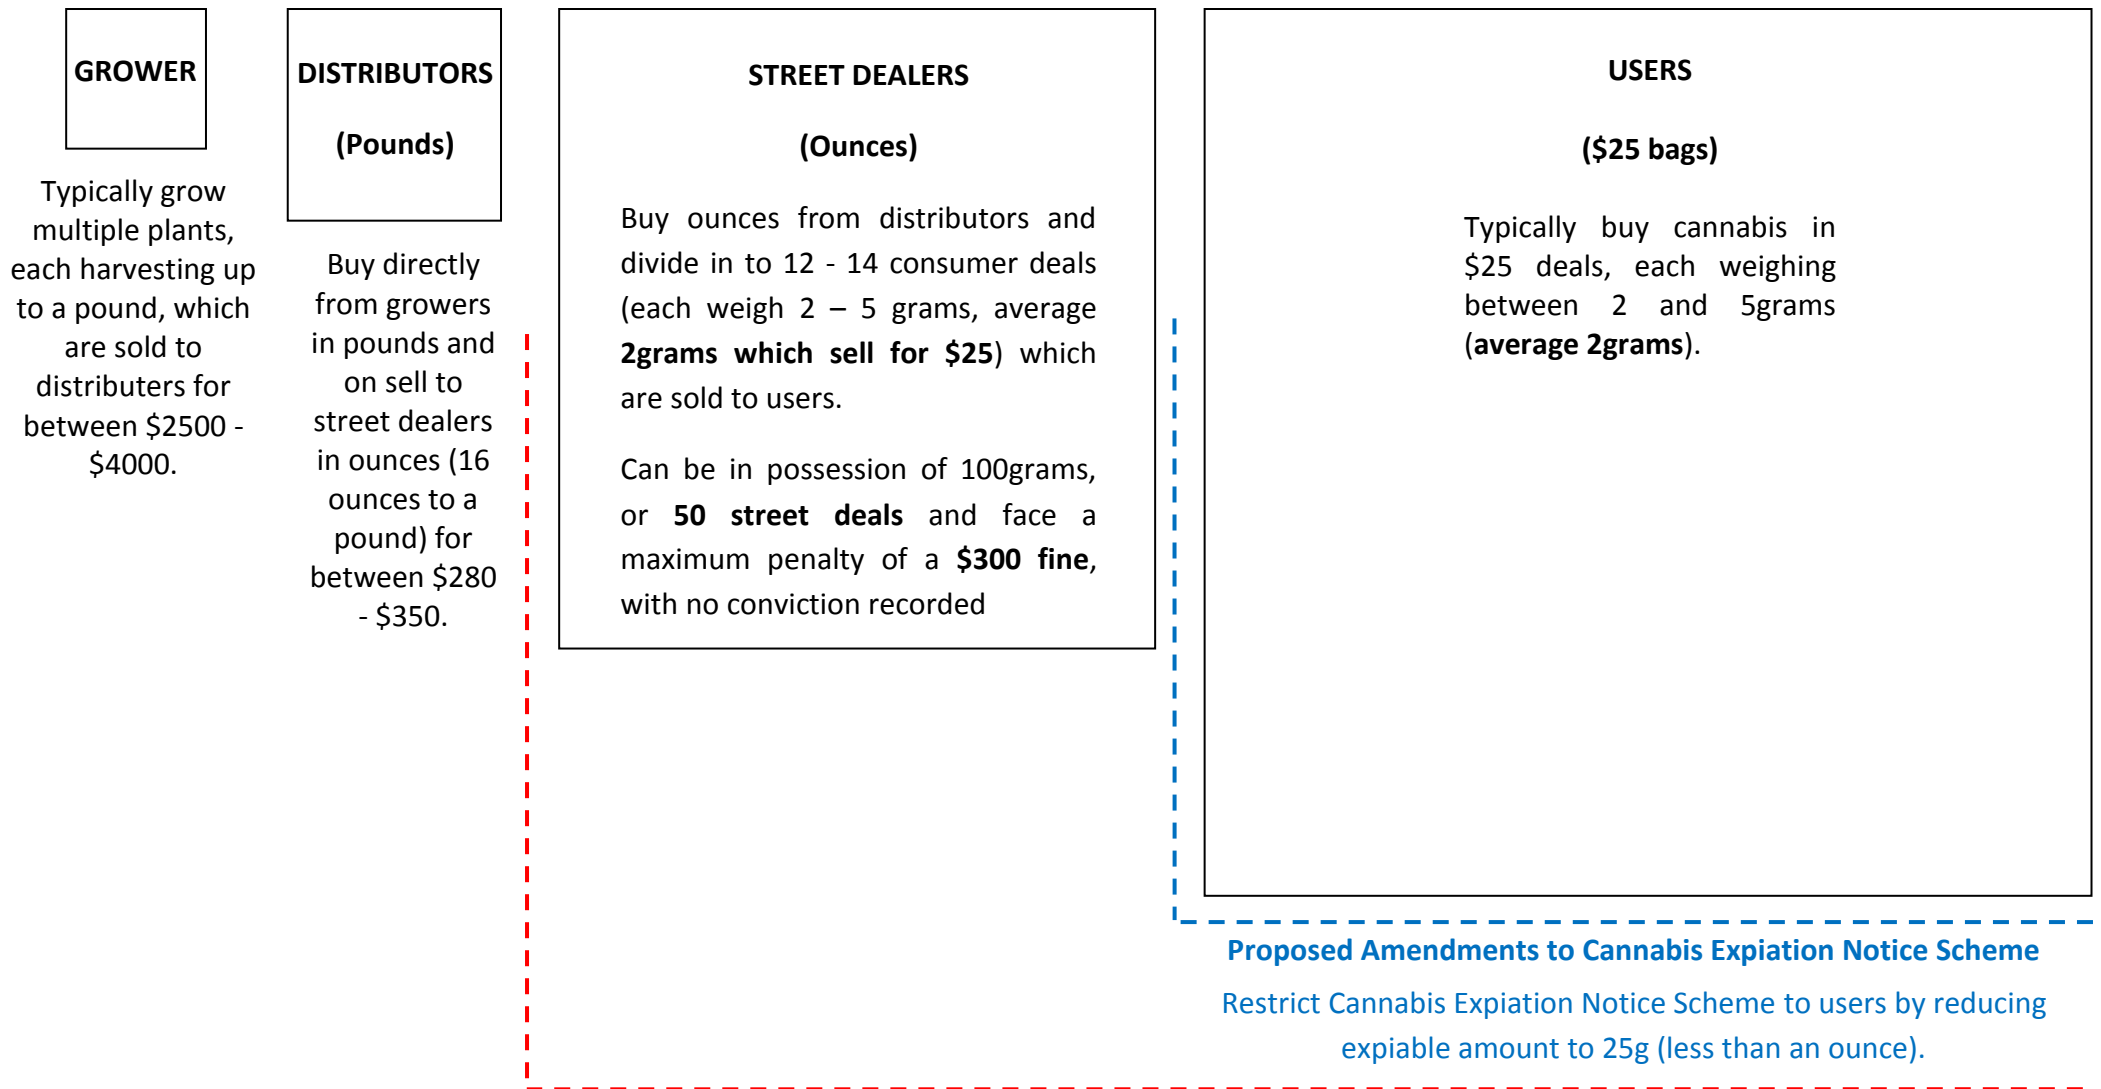 GROWER
Typically grow
multiple plants,
each harvesting up
to a pound, which
are sold to
distributers for
between $2500 -
$4000.
DISTRIBUTORS
(Pounds)
Buy directly
from growers
in pounds and
on sell to
street dealers
in ounces (16
ounces to a
pound) for
between $280
- $350.
STREET DEALERS
(Ounces)
Buy ounces from distributors and
divide in to 12 - 14 consumer deals
(each weigh 2 – 5 grams, average
2grams which sell for $25) which
are sold to users.
Can be in possession of 100grams,
or 50 street deals and face a
maximum penalty of a $300 fine,
with no conviction recorded
USERS
($25 bags)
Typically buy cannabis in
$25 deals, each weighing
between 2 and 5grams
(average 2grams).
Proposed Amendments to Cannabis Expiation Notice Scheme
Restrict Cannabis Expiation Notice Scheme to users by reducing
expiable amount to 25g (less than an ounce).